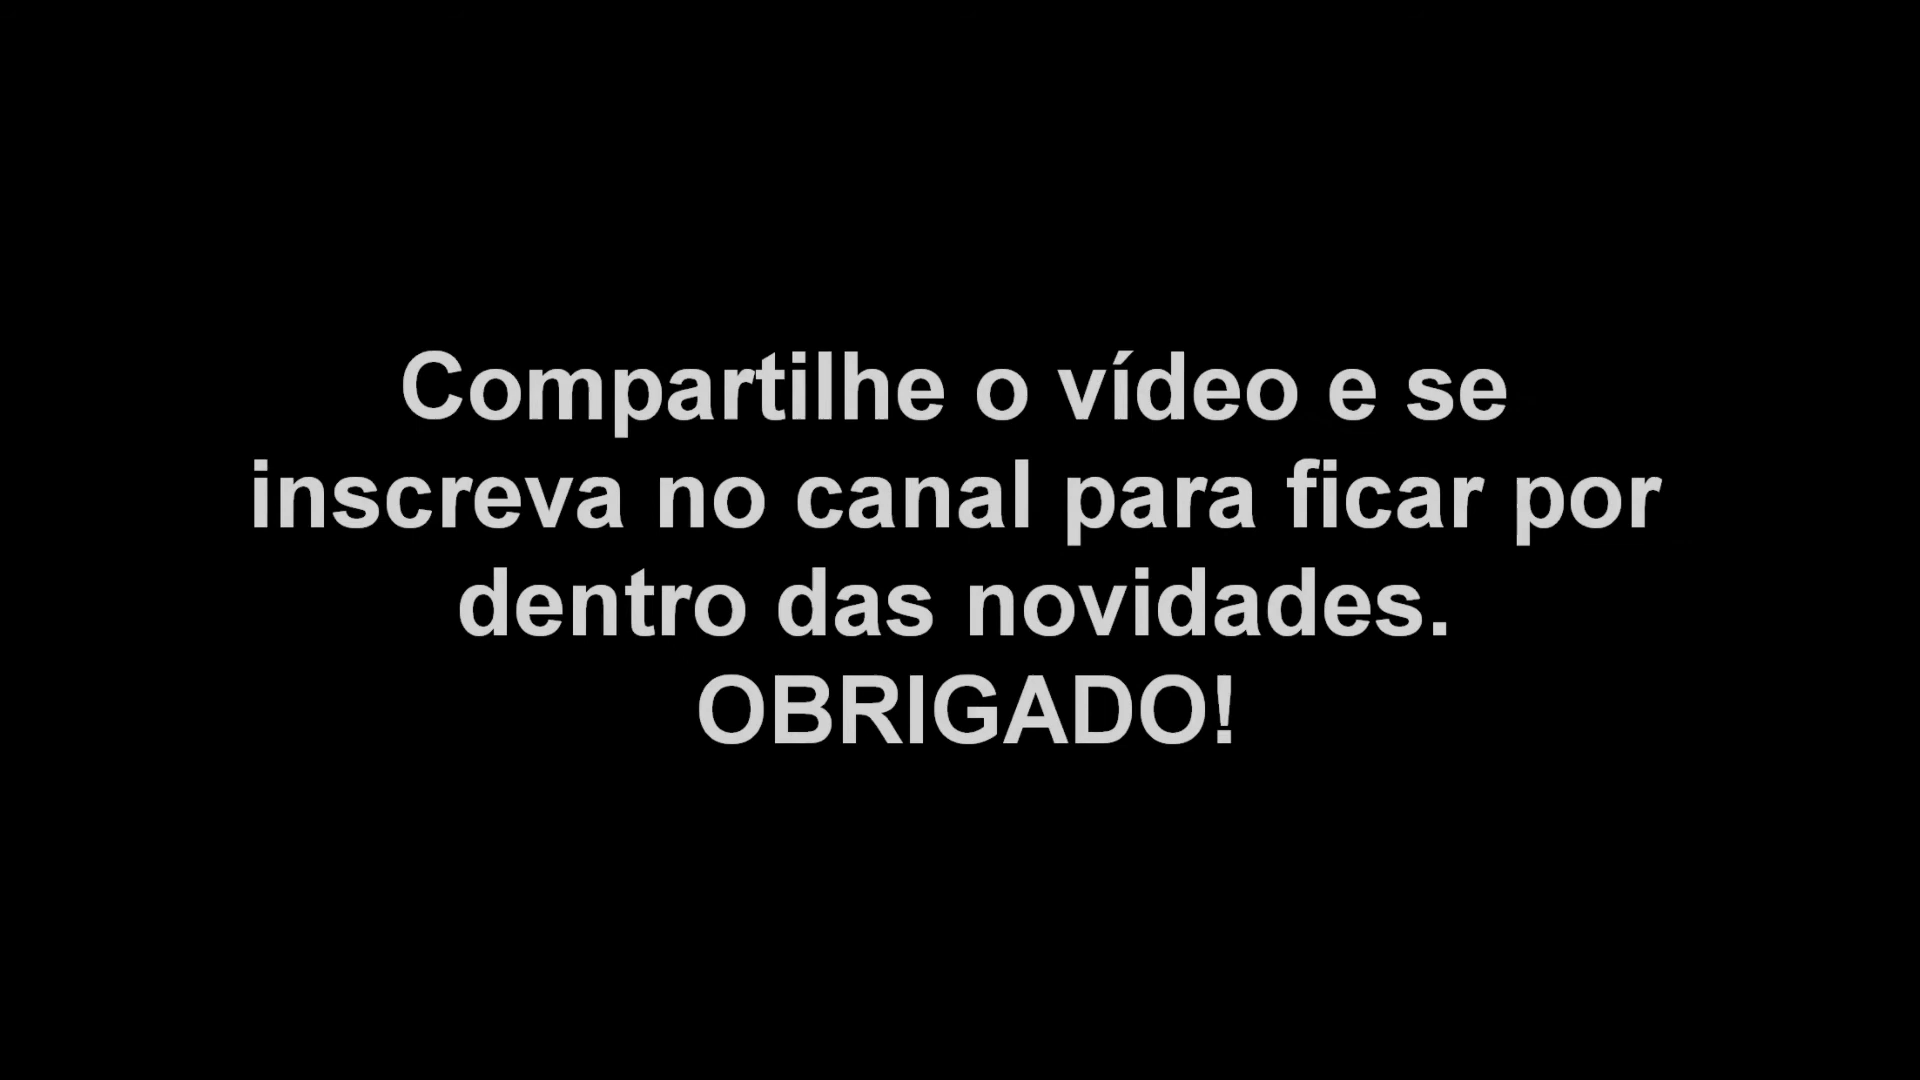 Compartilhe o vídeo e se
inscreva no canal para ficar por
dentro das novidades.
OBRIGADO!